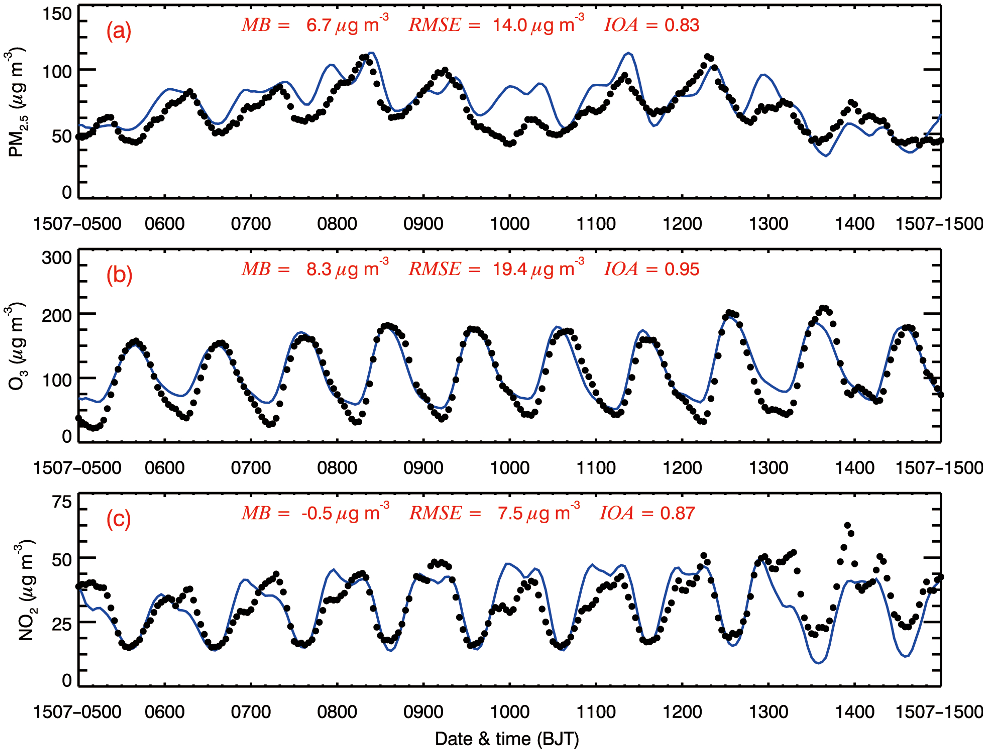 (a) MB = 6.7 μg m-3 RMSE = 14.0 μg m-3 IOA = 0.83
PM2.5 (μg m-3)
150
100
50
0
1507−0500 0600 0700 0800 0900 1000 1100 1200 1300 1400 1507−1500
(b) MB = 8.3 μg m-3 RMSE = 19.4 μg m-3 IOA = 0.95
O3 (μg m-3)
300
200
100
0
1507−0500 0600 0700 0800 0900 1000 1100 1200 1300 1400 1507−1500
(c) MB = -0.5 μg m-3 RMSE = 7.5 μg m-3 IOA = 0.87
NO2 (μg m-3)
75
50
25
0
1507−0500 0600 0700 0800 0900 1000 1100 1200 1300 1400 1507−1500
Date & time (BJT)